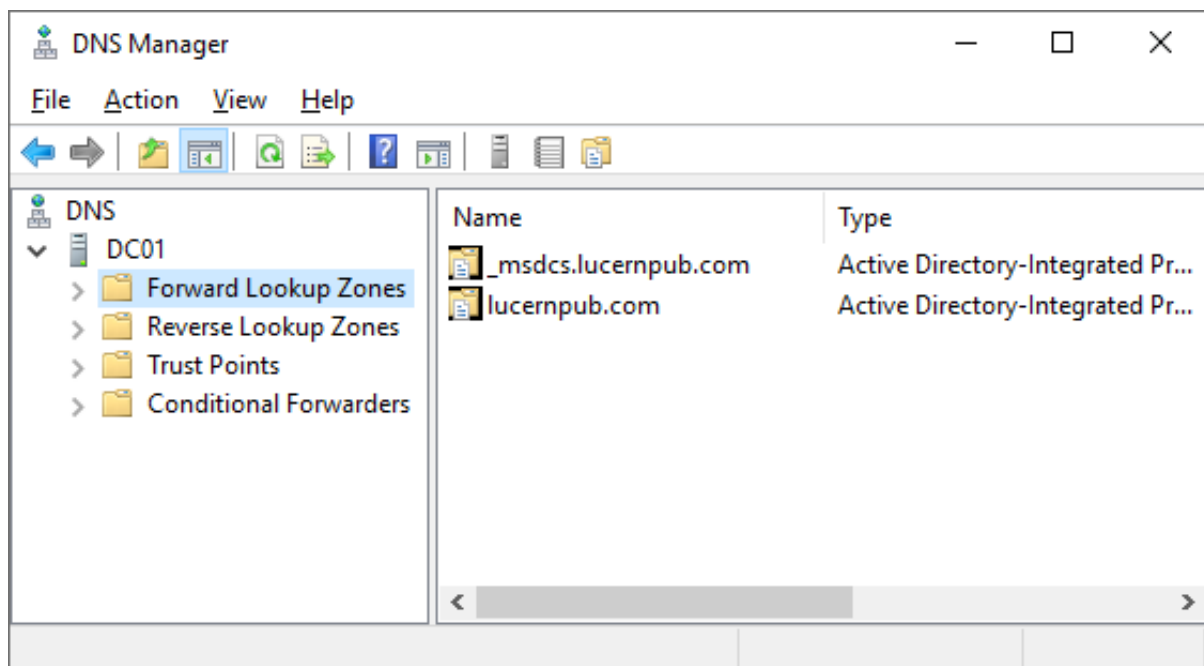 DNS Manager
File Action View Help
DNS
DC01
Forward Lookup Zones
Reverse Lookup Zones
Trust Points
Conditional Forwarders
Name Type
_msdcs.lucernpub.com Active Directory-Integrated Pr...
lucernpub.com Active Directory-Integrated Pr...